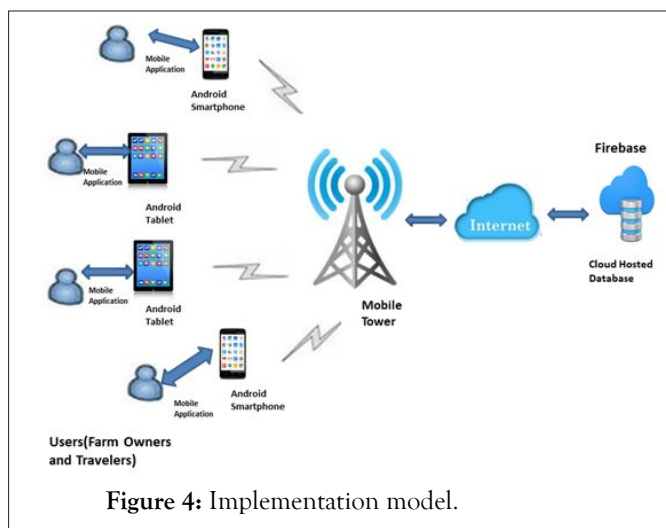 Mobile
Application
Android
Smartphone
Mobile
Application
Android
Tablet
Mobile
Application
Android
Tablet
Mobile
Application
Android
Smartphone
Users(Farm Owners
and Travelers)
Mobile
Tower
Internet
Firebase
Cloud Hosted
Database
Figure 4: Implementation model.